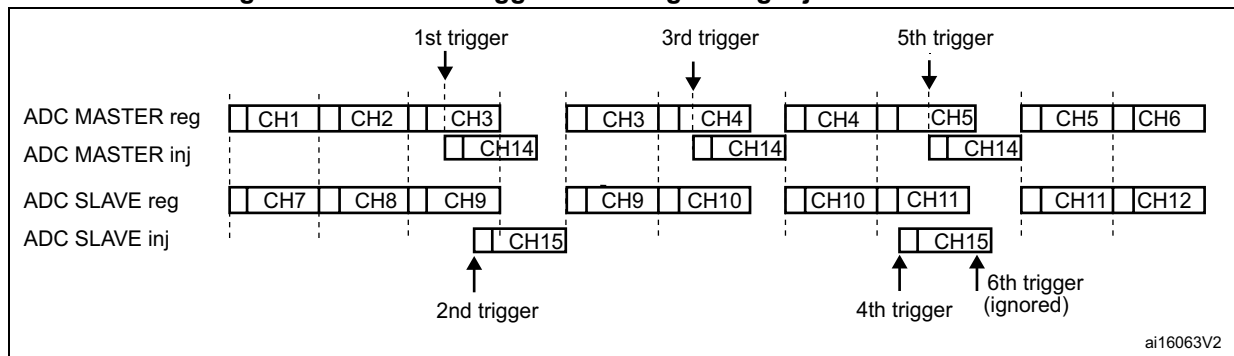 1st trigger 3rd trigger 5th trigger
ADC MASTER reg CH1 CH2 CH3 CH3 CH4 CH4 CH5 CH5 CH6
ADC MASTER inj CH14 CH14 CH14
ADC SLAVE reg CH7 CH8 CH9 CH9 CH10 CH10 CH11 CH11 CH12
ADC SLAVE inj CH15 CH15
2nd trigger 4th trigger 6th trigger
(ignored)
ai16063V2